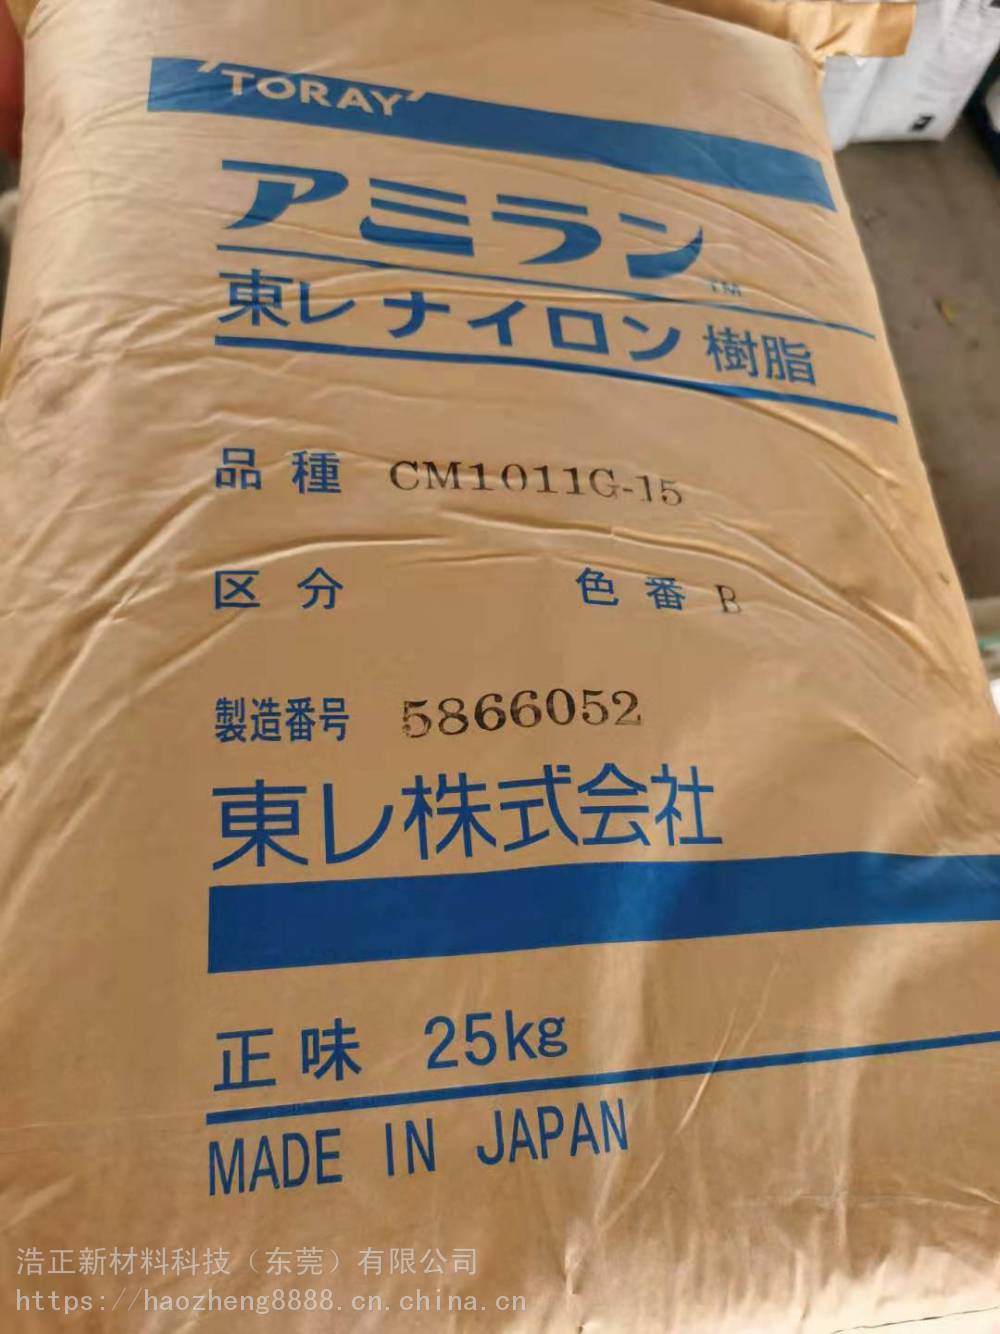 'TORAY'
アミラン™
東レ ナイロン 樹脂
品種 CM1011G-15
区分 色番 B
製造番号 5866052
東レ株式会社
正味 25kg
MADE IN JAPAN
浩正新材料科技（东莞）有限公司
https://haozheng8888.cn.china.cn